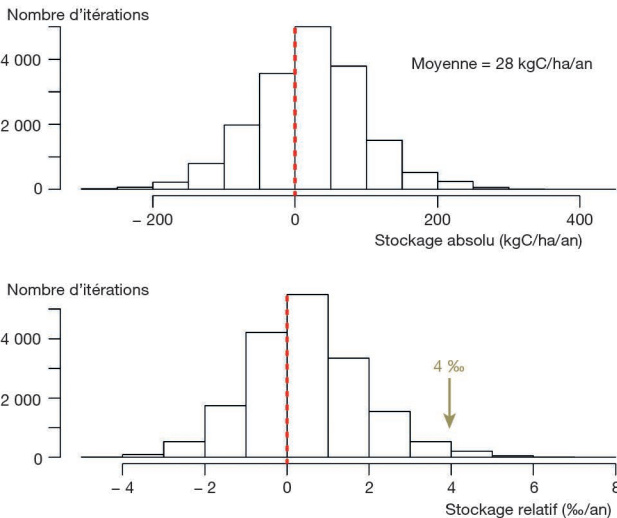 Nombre d’itérations
4 000
2 000
0
Moyenne = 28 kgC/ha/an
– 200 0 200 400
Stockage absolu (kgC/ha/an)
Nombre d’itérations
4 000
2 000
0
4 ‰
– 4 – 2 0 2 4 6 8
Stockage relatif (‰/an)